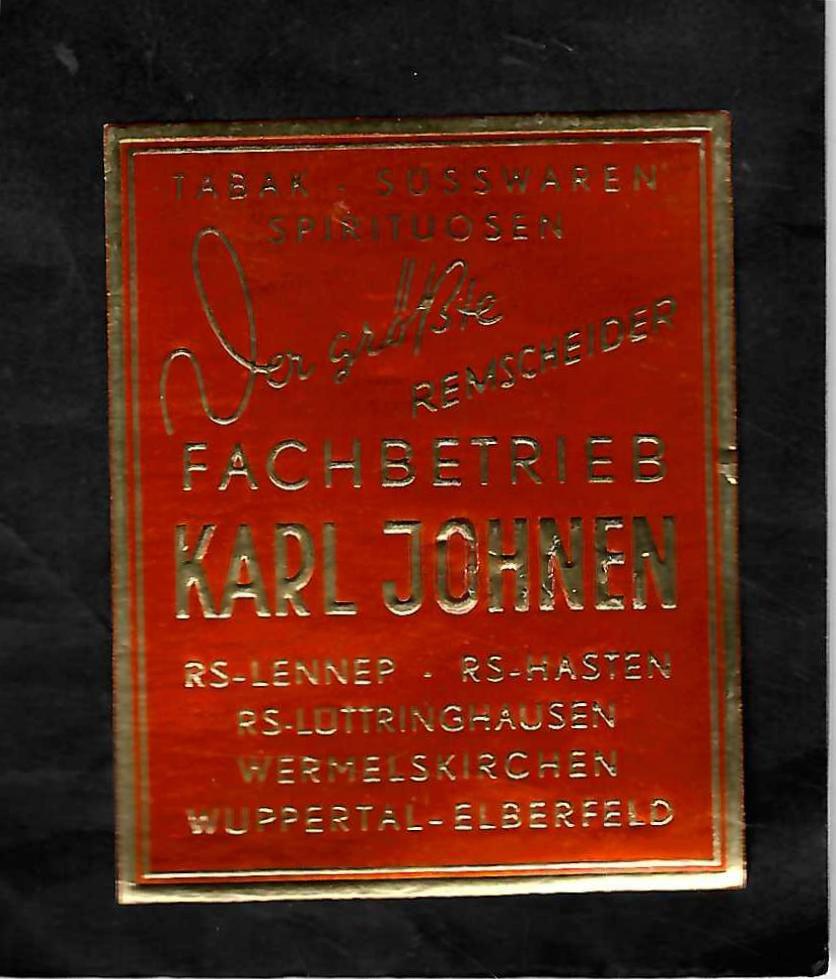 TABAK - SÜSSWAREN
SPIRITUOSEN
Der größte
REMSCHEIDER
FACHBETRIEB
KARL JOHNEN
RS-LENNEP - RS-HASTEN
RS-LÜTTRINGHAUSEN
WERMELSKIRCHEN
WUPPERTAL-ELBERFELD